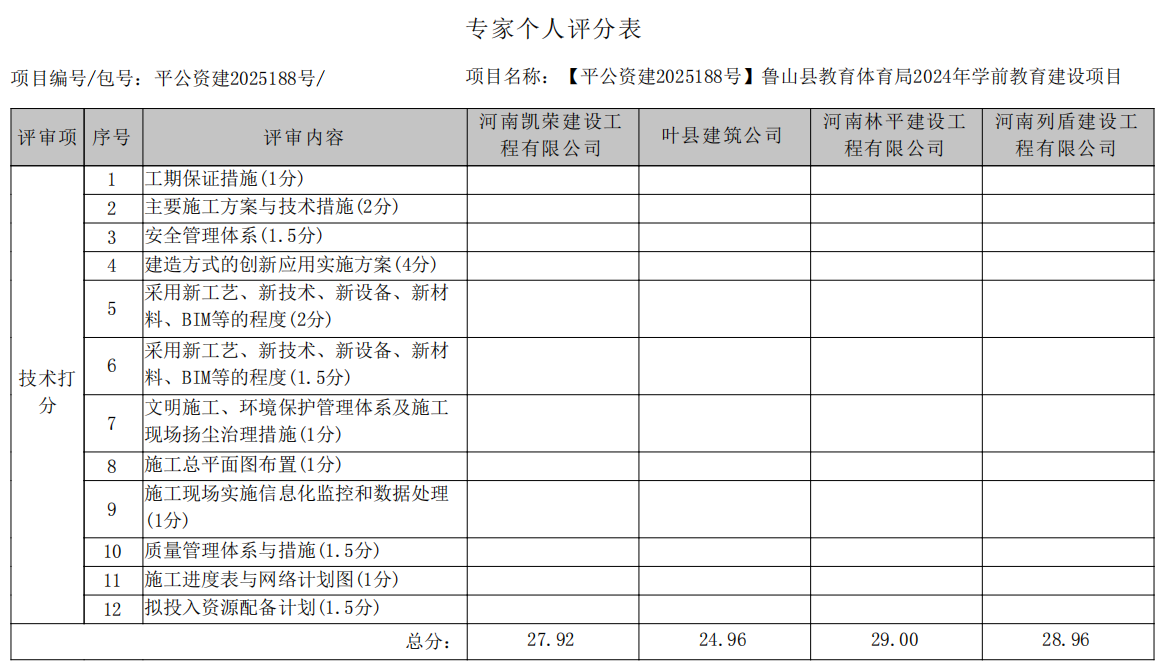 专家个人评分表
项目编号/包号: 平公资建2025188号/
项目名称: 【平公资建2025188号】鲁山县教育体育局2024年学前教育建设项目
评审项 序号 评审内容 河南凯荣建设工 叶县建筑公司 河南林平建设工 河南列盾建设工
程有限公司 程有限公司 程有限公司
1 工期保证措施(1分)
2 主要施工方案与技术措施(2分)
3 安全管理体系(1.5分)
4 建造方式的创新应用实施方案(4分)
5 采用新工艺、新技术、新设备、新材
料、BIM等的程度(2分)
6 采用新工艺、新技术、新设备、新材
料、BIM等的程度(1.5分)
技术打
分
7 文明施工、环境保护管理体系及施工
现场扬尘治理措施(1分)
8 施工总平面图布置(1分)
9 施工现场实施信息化监控和数据处理
(1分)
10 质量管理体系与措施(1.5分)
11 施工进度表与网络计划图(1分)
12 拟投入资源配备计划(1.5分)
总分: 27.92 24.96 29.00 28.96